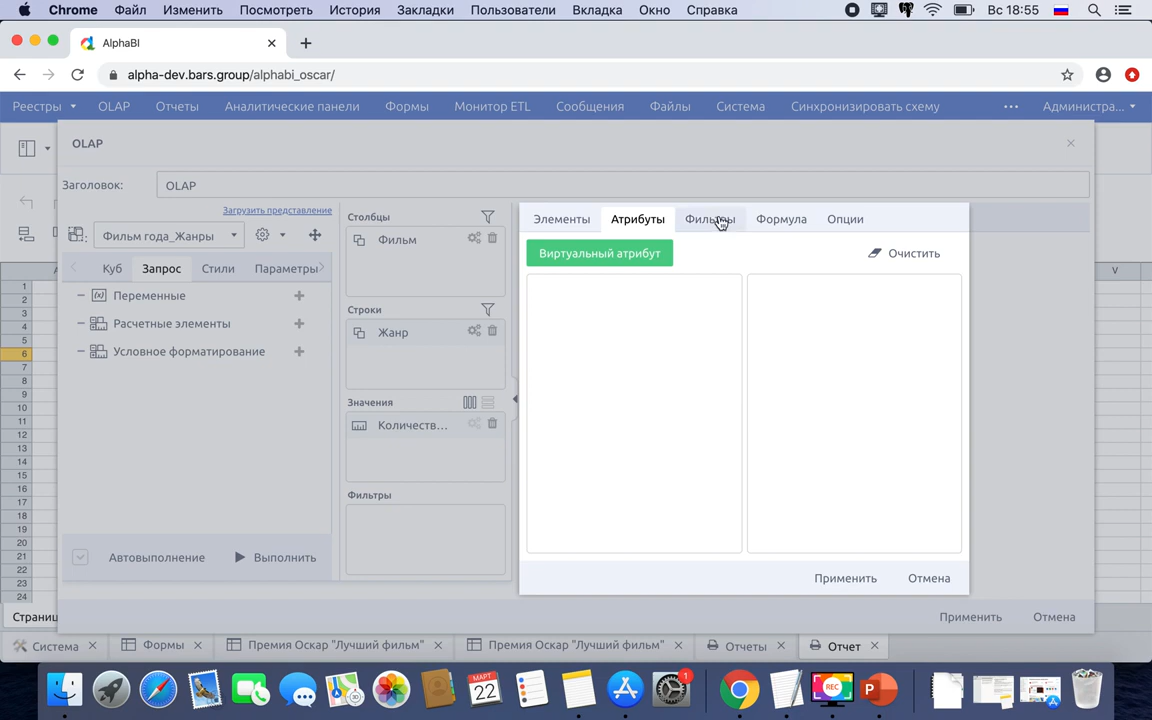 Chrome Файл Изменить Посмотреть История Закладки Пользователи Вкладка Окно Справка Вс 18:55
AlphaBI
alpha-dev.bars.group/alphabi_oscar/
Реестры OLAP Отчеты Аналитические панели Формы Монитор ETL Сообщения Файлы Система Синхронизировать схему ... Администра...
OLAP
Заголовок: OLAP
Загрузить представление
Фильм года_Жанры
Куб Запрос Стили Параметры
Переменные
Расчетные элементы
Условное форматирование
Автовыполнение Выполнить
Столбцы
Фильм
Строки
Жанр
Значения
Количеств...
Фильтры
Элементы Атрибуты Фильтры Формула Опции
Виртуальный атрибут Очистить
Применить Отмена
V
1
2
3
4
5
6
7
8
9
10
11
12
13
14
15
16
17
18
19
20
21
22
23
24
Применить Отмена
Страниц
Система Формы Премия Оскар "Лучший фильм" Премия Оскар "Лучший фильм" Отчеты Отчет
МАРТ
22
REC
1